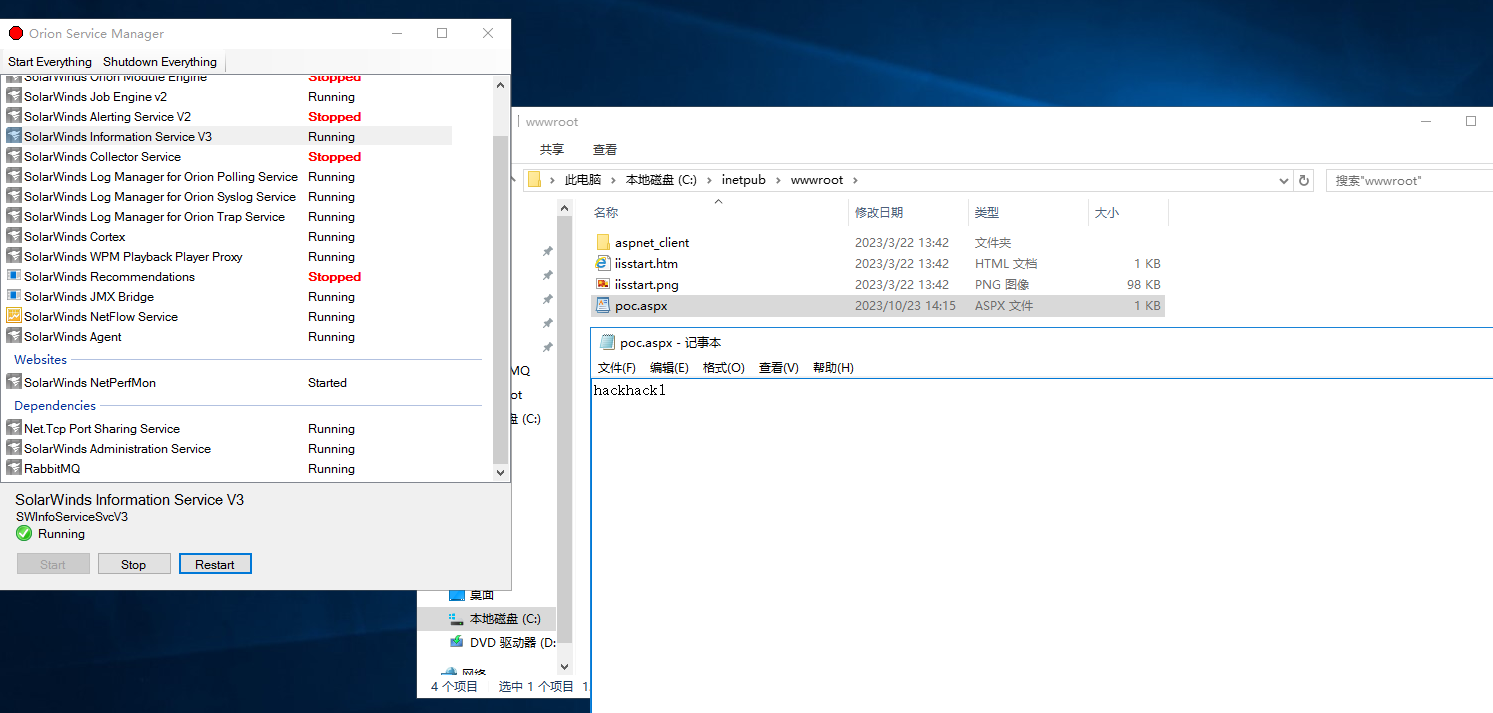 Orion Service Manager
Start Everything Shutdown Everything
SolarWinds Orion Module Engine Stopped
SolarWinds Job Engine v2 Running
SolarWinds Alerting Service V2 Stopped
SolarWinds Information Service V3 Running
SolarWinds Collector Service Stopped
SolarWinds Log Manager for Orion Polling Service Running
SolarWinds Log Manager for Orion Syslog Service Running
SolarWinds Log Manager for Orion Trap Service Running
SolarWinds Cortex Running
SolarWinds WPM Playback Player Proxy Running
SolarWinds Recommendations Stopped
SolarWinds JMX Bridge Running
SolarWinds NetFlow Service Running
SolarWinds Agent Running
Websites
SolarWinds NetPerfMon Started
Dependencies
Net.Tcp Port Sharing Service Running
SolarWinds Administration Service Running
RabbitMQ Running
SolarWinds Information Service V3
SWInfoServiceSvcV3
Running
Start Stop Restart
wwwroot
共享 查看
此电脑 本地磁盘 (C:) inetpub wwwroot
搜索"wwwroot"
名称 修改日期 类型 大小
aspnet_client 2023/3/22 13:42 文件夹
iisstart.htm 2023/3/22 13:42 HTML 文档 1 KB
iisstart.png 2023/3/22 13:42 PNG 图像 98 KB
poc.aspx 2023/10/23 14:15 ASPX 文件 1 KB
MQ
ot
盘 (C:)
桌面
本地磁盘 (C:)
DVD 驱动器 (D:
网络
4 个项目 选中 1 个项目 1
poc.aspx - 记事本
文件(F) 编辑(E) 格式(O) 查看(V) 帮助(H)
hackhack1